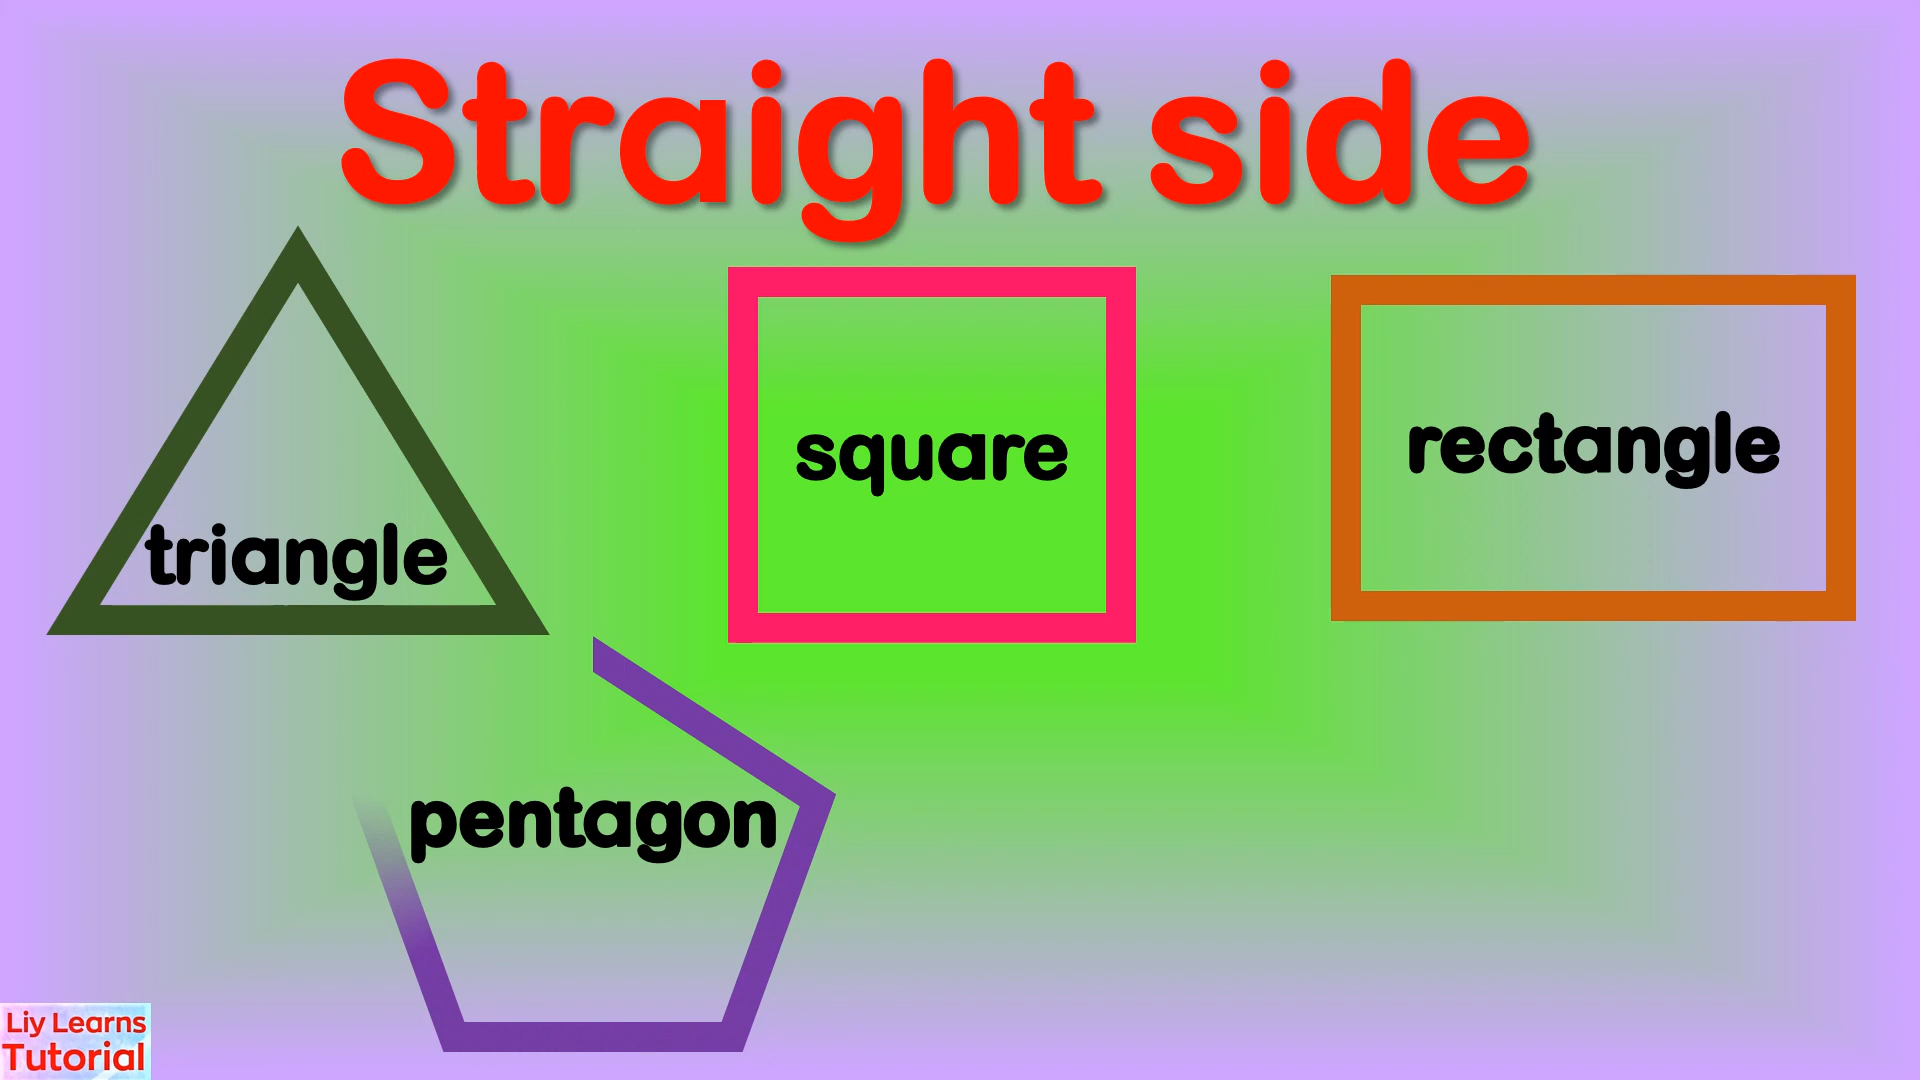 Straight side
triangle
square
rectangle
pentagon
Liy Learns
Tutorial